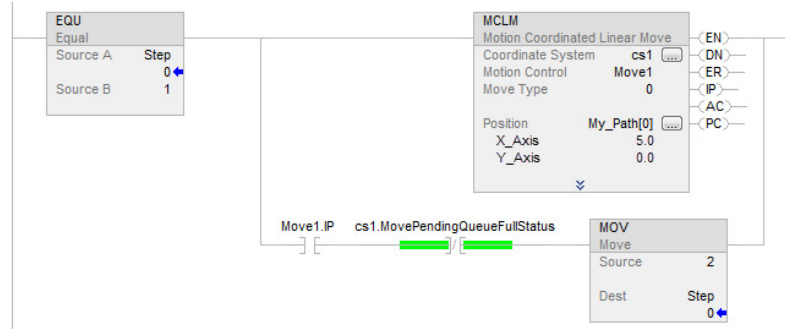 EQU
Equal
Source A Step
0
Source B 1
MCLM
Motion Coordinated Linear Move
Coordinate System cs1 ...
Motion Control Move1
Move Type 0
Position My_Path[0] ...
X_Axis 5.0
Y_Axis 0.0
EN
DN
ER
IP
AC
PC
Move1.IP
cs1.MovePendingQueueFullStatus
MOV
Move
Source 2
Dest Step
0